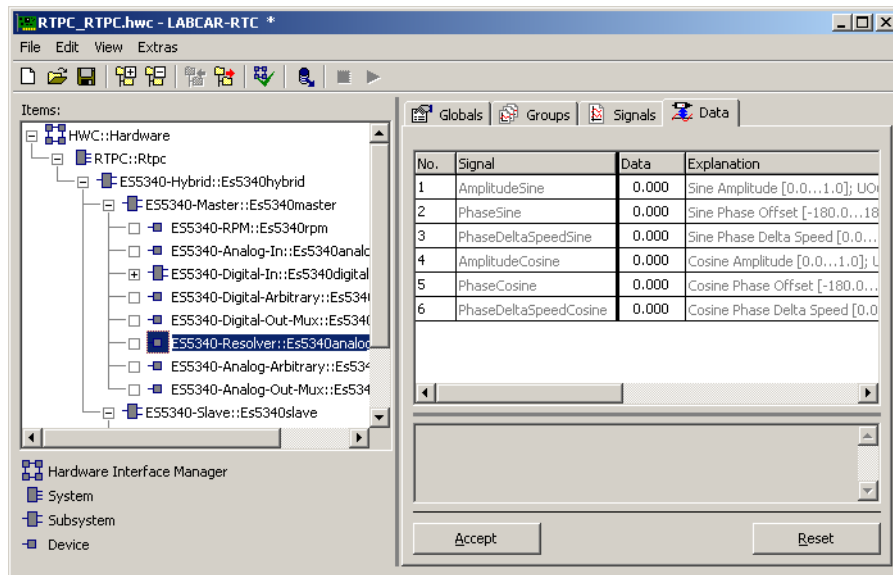 RTPC_RTPC.hwc - LABCAR-RTC *
File Edit View Extras
Items:
HWC::Hardware
RTPC::Rtpc
ES5340-Hybrid::Es5340hybrid
ES5340-Master::Es5340master
ES5340-RPM::Es5340rpm
ES5340-Analog-In::Es5340analo
ES5340-Digital-In::Es5340digital
ES5340-Digital-Arbitrary::Es534
ES5340-Digital-Out-Mux::Es5340
ES5340-Resolver::Es5340analog
ES5340-Analog-Arbitrary::Es534
ES5340-Analog-Out-Mux::Es534
ES5340-Slave::Es5340slave
Hardware Interface Manager
System
Subsystem
Device
Globals Groups Signals Data
No. Signal Data Explanation
1 AmplitudeSine 0.000 Sine Amplitude [0.0...1.0]; UO
2 PhaseSine 0.000 Sine Phase Offset [-180.0...18
3 PhaseDeltaSpeedSine 0.000 Sine Phase Delta Speed [0.0...
4 AmplitudeCosine 0.000 Cosine Amplitude [0.0...1.0]; U
5 PhaseCosine 0.000 Cosine Phase Offset [-180.0...
6 PhaseDeltaSpeedCosine 0.000 Cosine Phase Delta Speed [0.0
Accept Reset